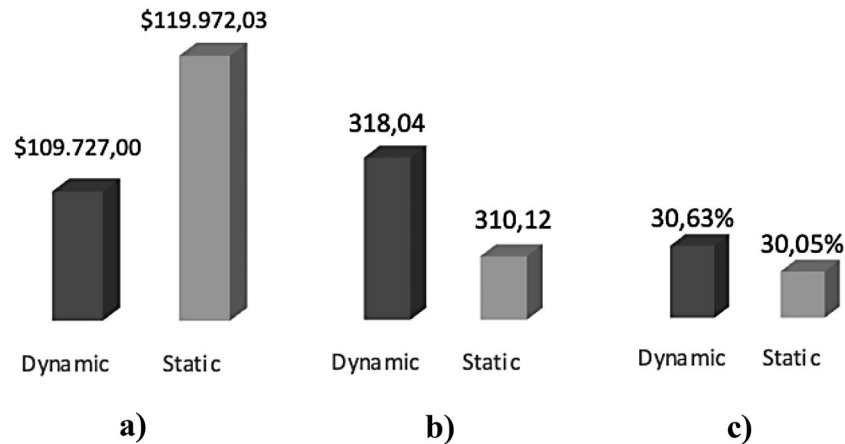 $119.972,03
$109.727,00
Dynamic Static
a)
318,04
310,12
Dynamic Static
b)
30,63%
30,05%
Dynamic Static
c)